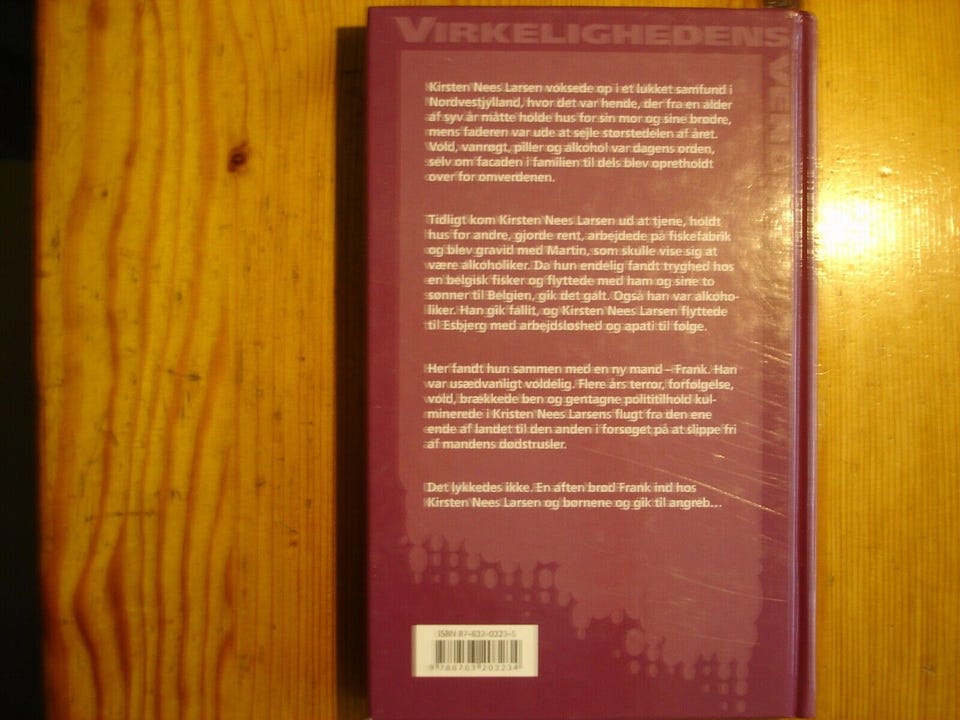 VIRKELIGHEDENS
Kirsten Nees Larsen voksede op i et lukket samfund i
Nordvestjylland, hvor det var hende, der fra en alder
af syv år måtte holde hus for sin mor og sine brødre,
mens faderen var ude at sejle størstedelen af året.
Vold, vanrøgt, piller og alkohol var dagens orden,
selv om facaden i familien til dels blev opretholdt
over for omverdenen.
Tidligt kom Kirsten Nees Larsen ud at tjene, holdt
hus for andre, gjorde rent, arbejdede på fiskefabrik
og blev gravid med Martin, som skulle vise sig at
være alkoholiker. Da hun endelig fandt tryghed hos
en belgisk fisker og flyttede med ham og sine to
sønner til Belgien, gik det galt. Også han var alkoho-
liker. Han gik fallit, og Kirsten Nees Larsen flyttede
til Esbjerg med arbejdsløshed og apati til følge.
Her fandt hun sammen med en ny mand – Frank. Han
var usædvanligt voldelig. Flere års terror, forfølgelse,
vold, brækkede ben og gentagne polititilhold kul-
minerede i Kristen Nees Larsens flugt fra den ene
ende af landet til den anden i forsøget på at slippe fri
af mandens dødstrusler.
Det lykkedes ikke. En aften brød Frank ind hos
Kirsten Nees Larsen og børnene og gik til angreb...
ISBN 87-632-0323-5
9 788763 203234